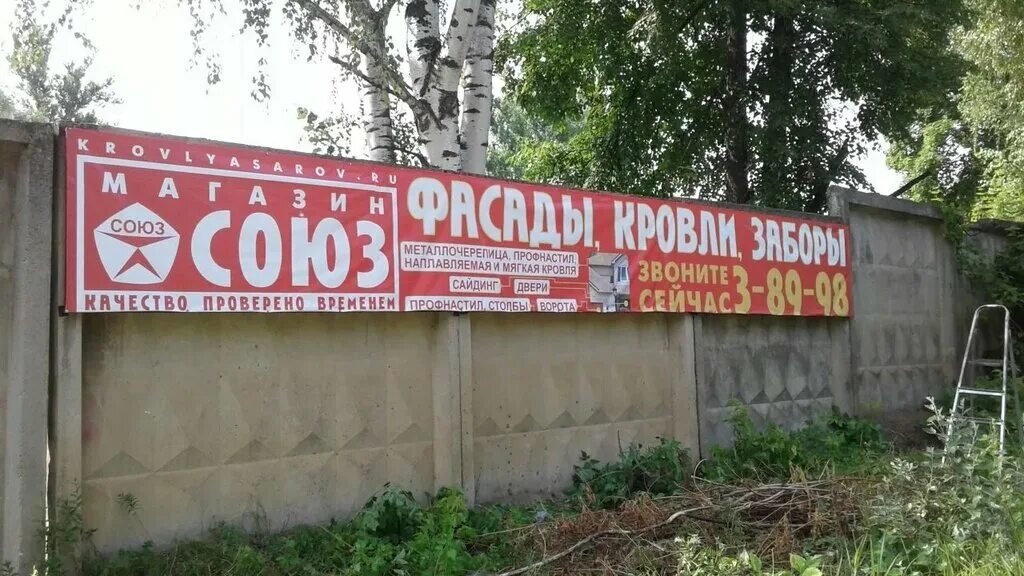 KROVLYASAROV.RU
МАГАЗИН
СОЮЗ
СОЮЗ
КАЧЕСТВО ПРОВЕРЕНО ВРЕМЕНЕМ
ФАСАДЫ, КРОВЛИ, ЗАБОРЫ
МЕТАЛЛОЧЕРЕПИЦА, ПРОФНАСТИЛ,
НАПЛАВЛЯЕМАЯ И МЯГКАЯ КРОВЛЯ
САЙДИНГ ДВЕРИ
ПРОФНАСТИЛ, СТОЛБЫ ВОРОТА
ЗВОНИТЕ
СЕЙЧАС 3-89-98